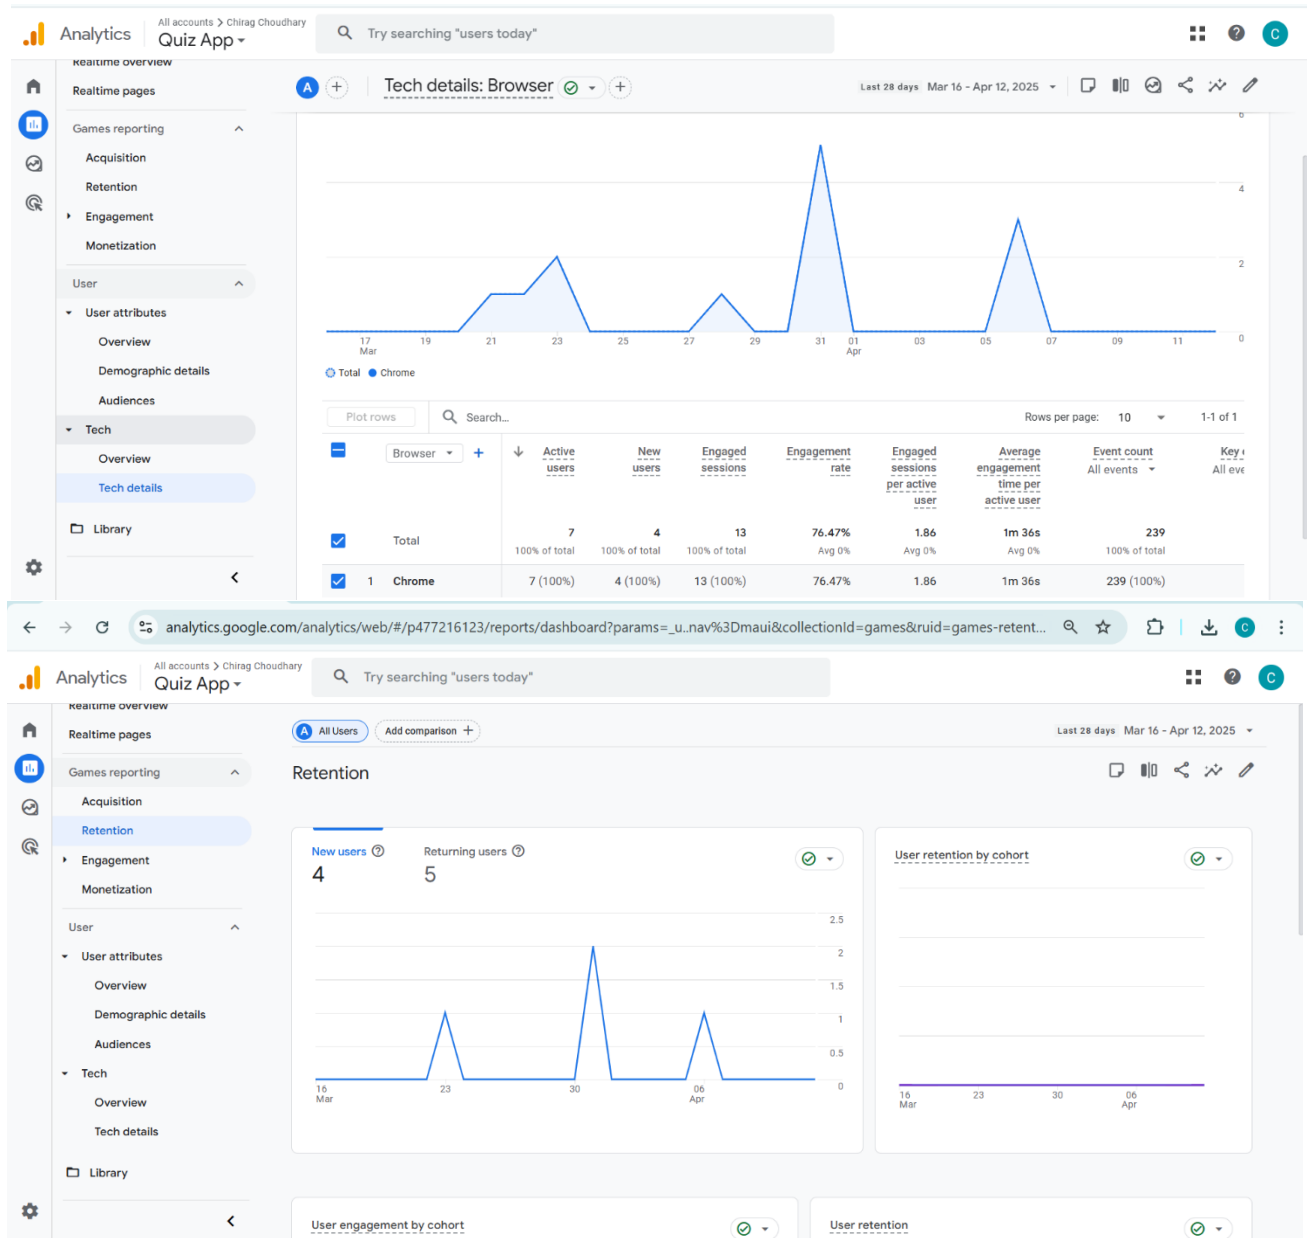 All accounts > Chirag Choudhary
Analytics
Quiz App
Try searching "users today"
C
Realtime overview
Realtime pages
Games reporting
Acquisition
Retention
Engagement
Monetization
User
User attributes
Overview
Demographic details
Audiences
Tech
Overview
Tech details
Library
A
Tech details: Browser
Last 28 days Mar 16 - Apr 12, 2025
6
4
2
0
17 Mar
19
21
23
25
27
29
31
01 Apr
03
05
07
09
11
Total Chrome
Plot rows
Search...
Rows per page: 10
1-1 of 1
Browser
Active users
New users
Engaged sessions
Engagement rate
Engaged sessions per active user
Average engagement time per active user
Event count
All events
Key
All eve
Total
7
4
13
76.47%
1.86
1m 36s
239
100% of total
100% of total
100% of total
Avg 0%
Avg 0%
Avg 0%
100% of total
1 Chrome 7 (100%) 4 (100%) 13 (100%) 76.47% 1.86 1m 36s 239 (100%)
analytics.google.com/analytics/web/#/p477216123/reports/dashboard?params=_u..nav%3Dmaui&collectionId=games&ruid=games-retent...
C
All accounts > Chirag Choudhary
Analytics
Quiz App
Try searching "users today"
C
Realtime overview
Realtime pages
Games reporting
Acquisition
Retention
Engagement
Monetization
User
User attributes
Overview
Demographic details
Audiences
Tech
Overview
Tech details
Library
A All Users
Add comparison
Last 28 days Mar 16 - Apr 12, 2025
Retention
New users
4
Returning users
5
2.5
2
1.5
1
0.5
0
16 Mar
23
30
06 Apr
User retention by cohort
16 Mar
23
30
06 Apr
User engagement by cohort
User retention